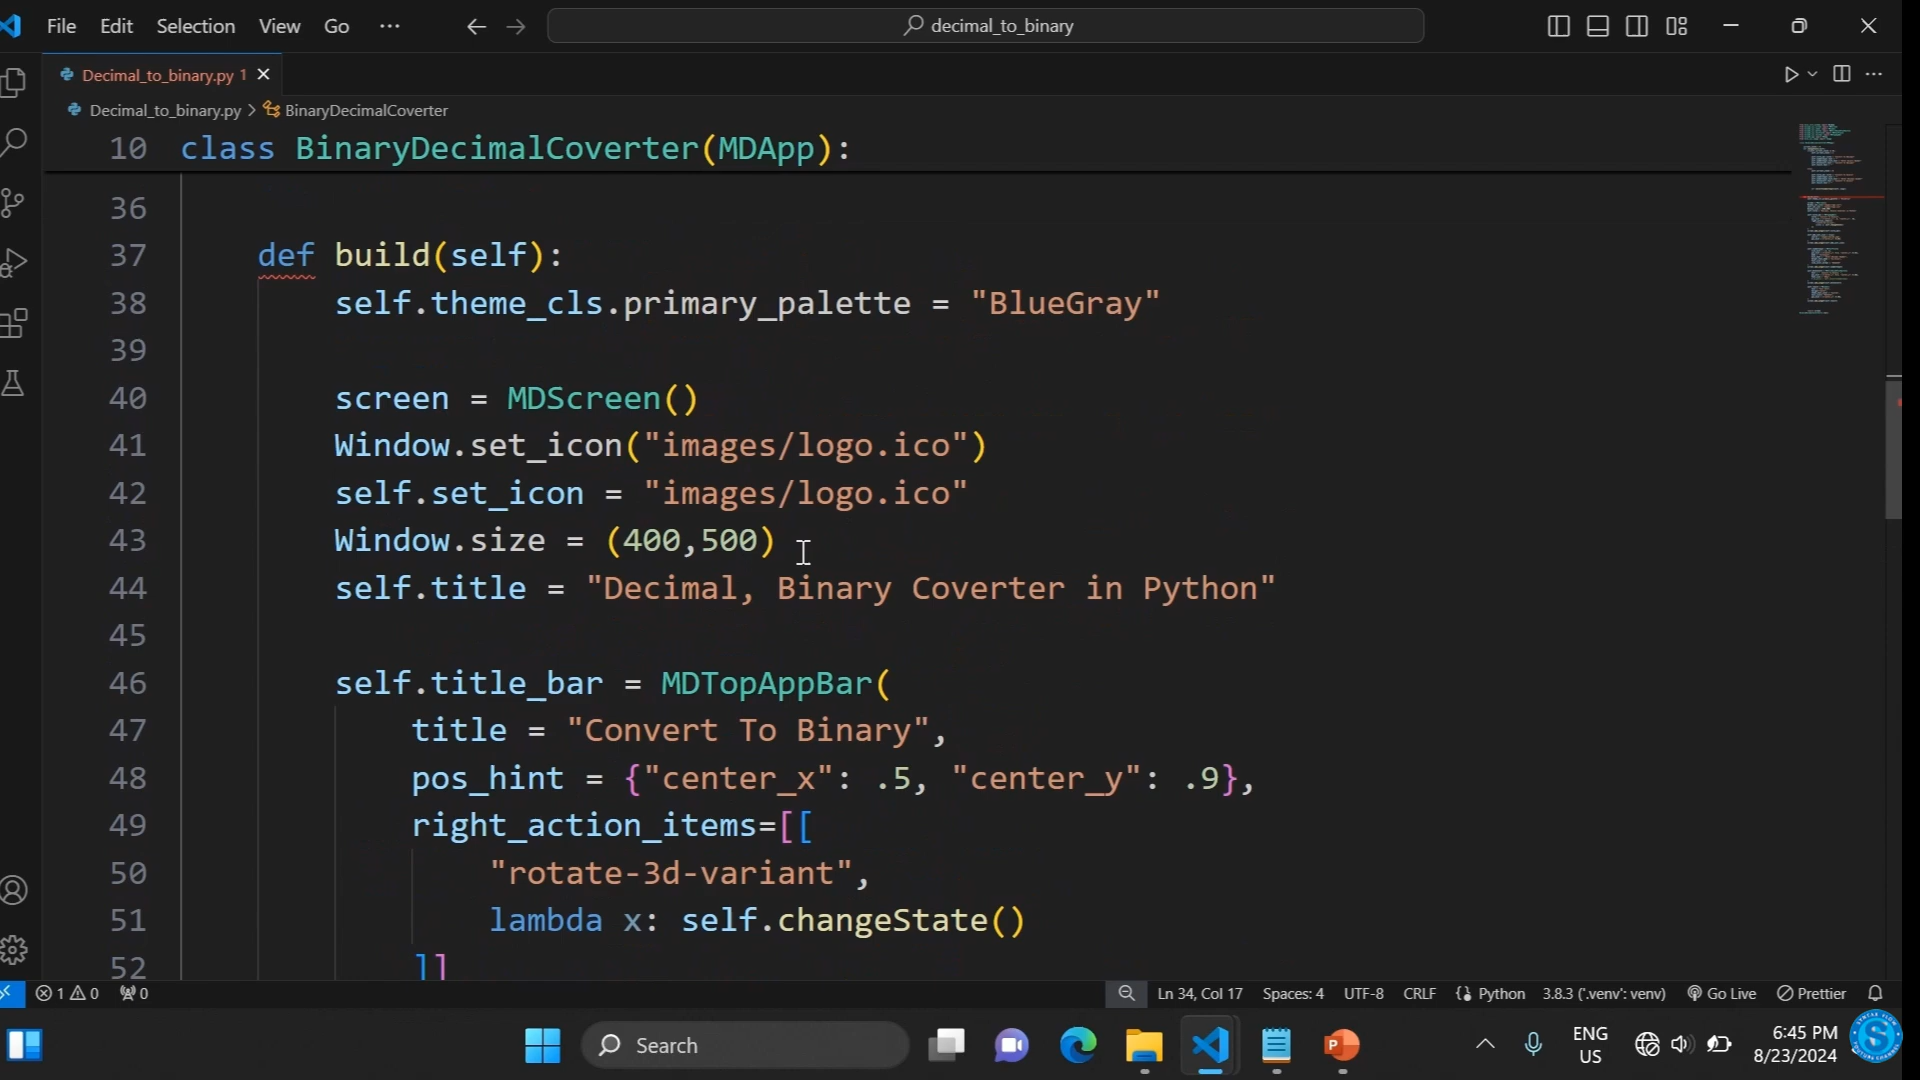 File Edit Selection View Go ... decimal_to_binary
Decimal_to_binary.py 1
Decimal_to_binary.py > BinaryDecimalCoverter
10 class BinaryDecimalCoverter(MDApp):
36
37 def build(self):
38 self.theme_cls.primary_palette = "BlueGray"
39
40 screen = MDScreen()
41 Window.set_icon("images/logo.ico")
42 self.set_icon = "images/logo.ico"
43 Window.size = (400,500)
44 self.title = "Decimal, Binary Coverter in Python"
45
46 self.title_bar = MDTopAppBar(
47 title = "Convert To Binary",
48 pos_hint = {"center_x": .5, "center_y": .9},
49 right_action_items=[[
50 "rotate-3d-variant",
51 lambda x: self.changeState()
52 ]]
1 0 0 Ln 34, Col 17 Spaces: 4 UTF-8 CRLF Python 3.8.3 ('.venv': venv) Go Live Prettier
Search ENG US 6:45 PM
8/23/2024